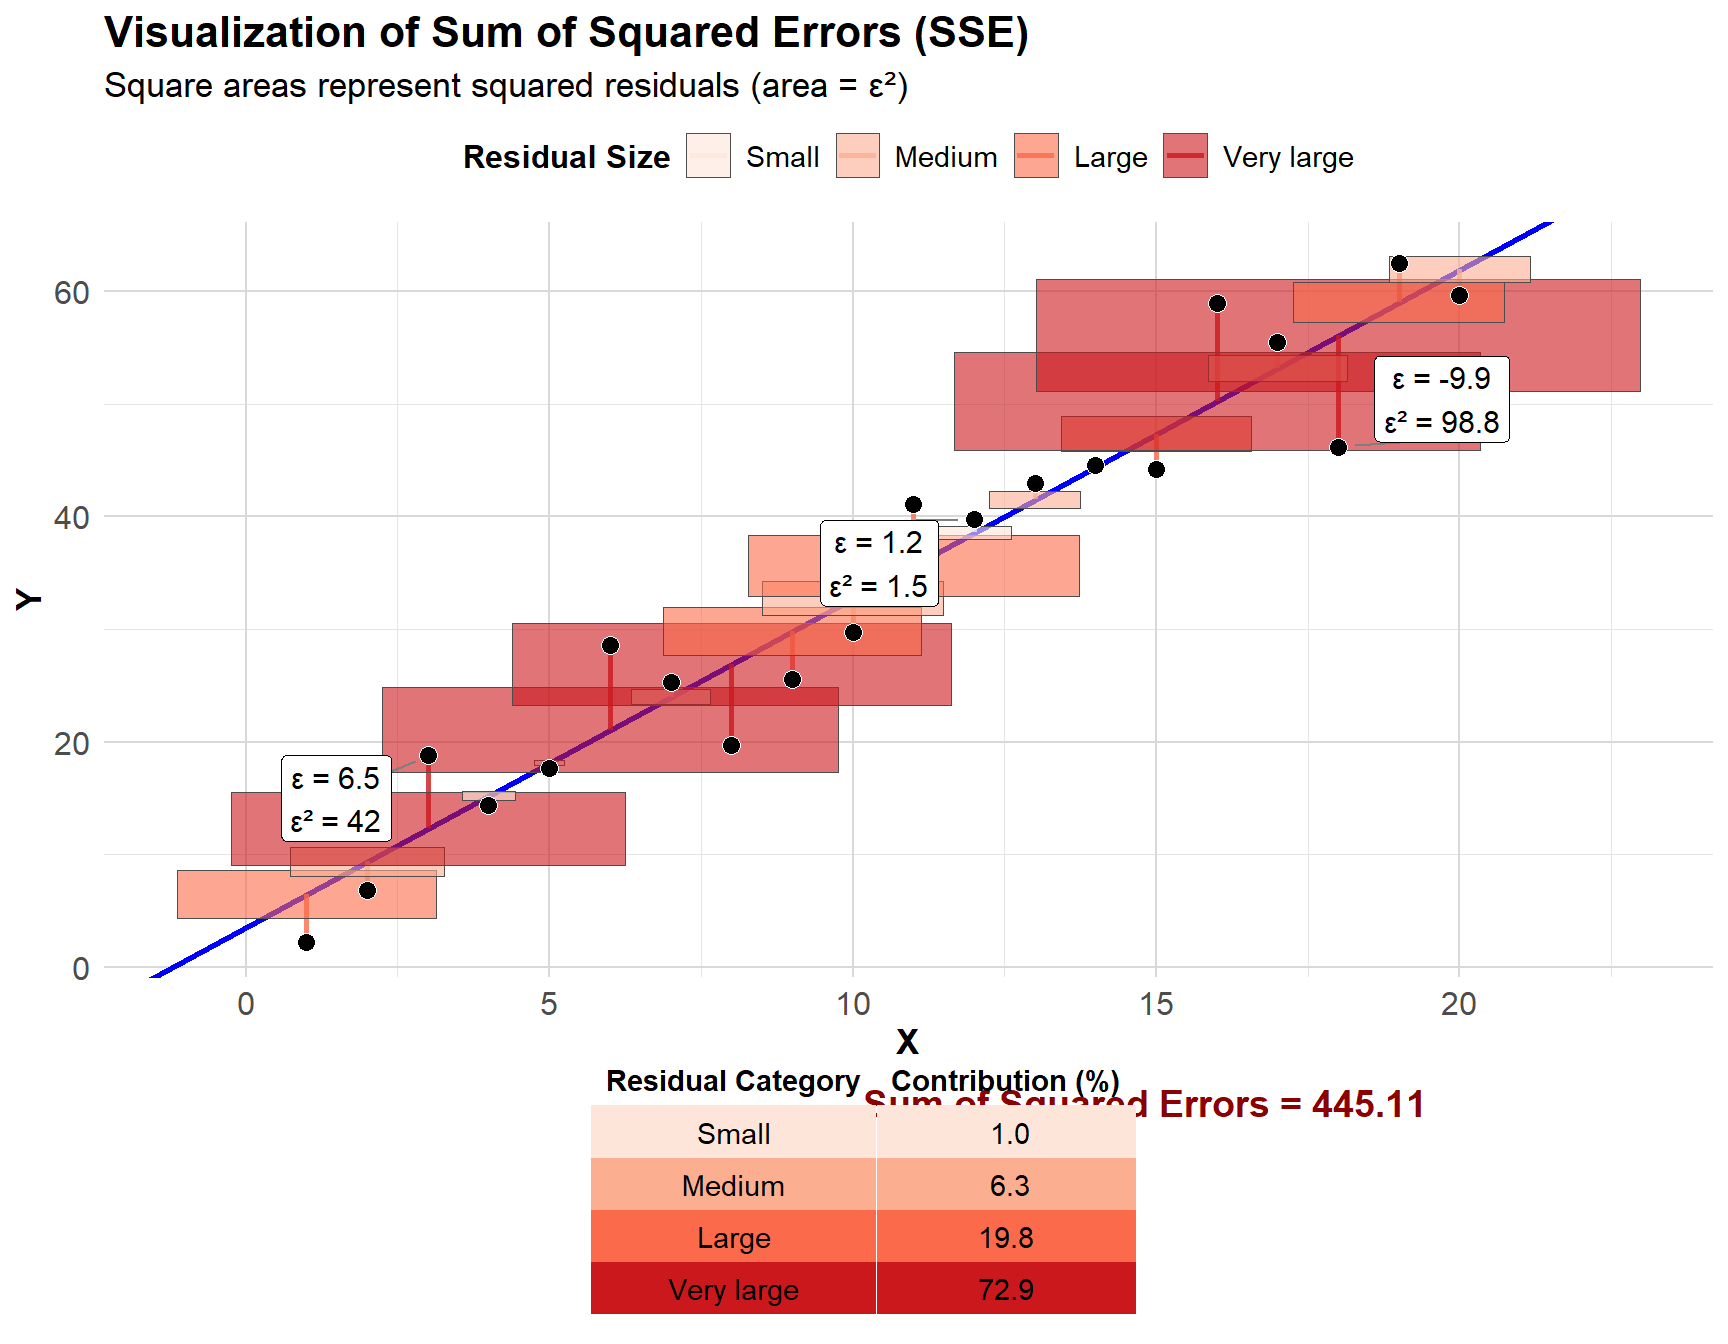 Visualization of Sum of Squared Errors (SSE)
Square areas represent squared residuals (area = ε²)
Residual Size Small Medium Large Very large
60
40
20
0
Y
ε = -9.9
ε² = 98.8
ε = 1.2
ε² = 1.5
ε = 6.5
ε² = 42
0 5 10 15 20
X
Residual Category Contribution (%)
Sum of Squared Errors = 445.11
Small 1.0
Medium 6.3
Large 19.8
Very large 72.9